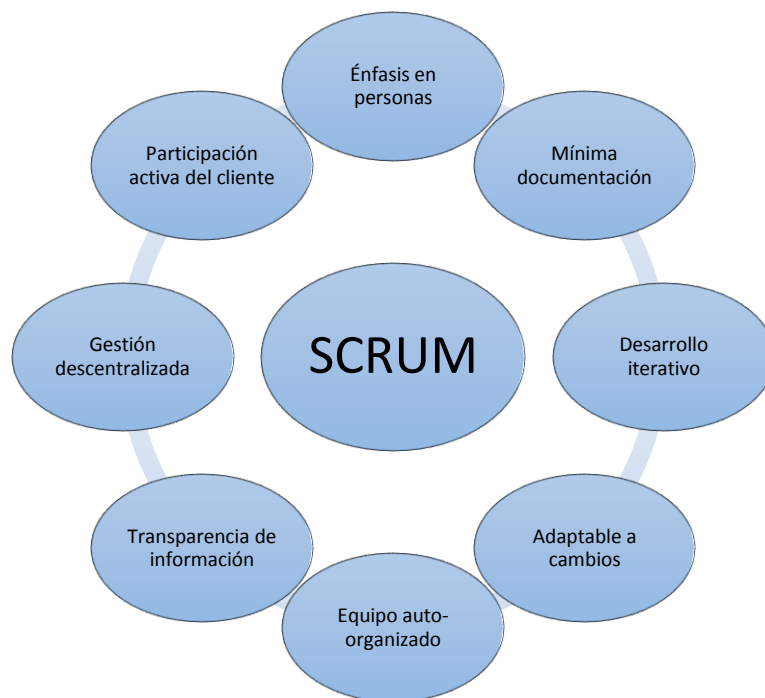 Énfasis en
personas
Participación
activa del cliente
Mínima
documentación
Gestión
descentralizada
SCRUM
Desarrollo
iterativo
Transparencia de
información
Adaptable a
cambios
Equipo auto-
organizado